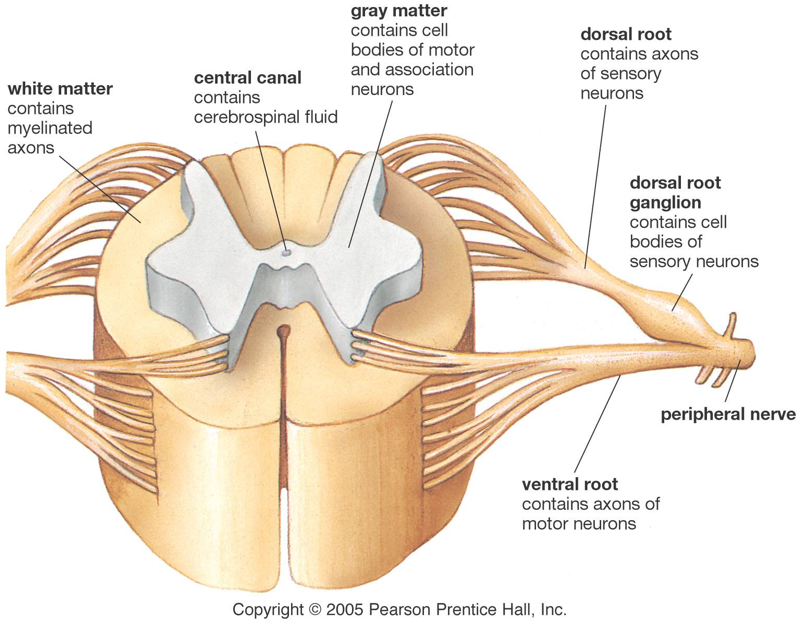 white matter
contains
myelinated
axons
central canal
contains
cerebrospinal fluid
gray matter
contains cell
bodies of motor
and association
neurons
dorsal root
contains axons
of sensory
neurons
dorsal root
ganglion
contains cell
bodies of
sensory neurons
peripheral nerve
ventral root
contains axons of
motor neurons
Copyright © 2005 Pearson Prentice Hall, Inc.